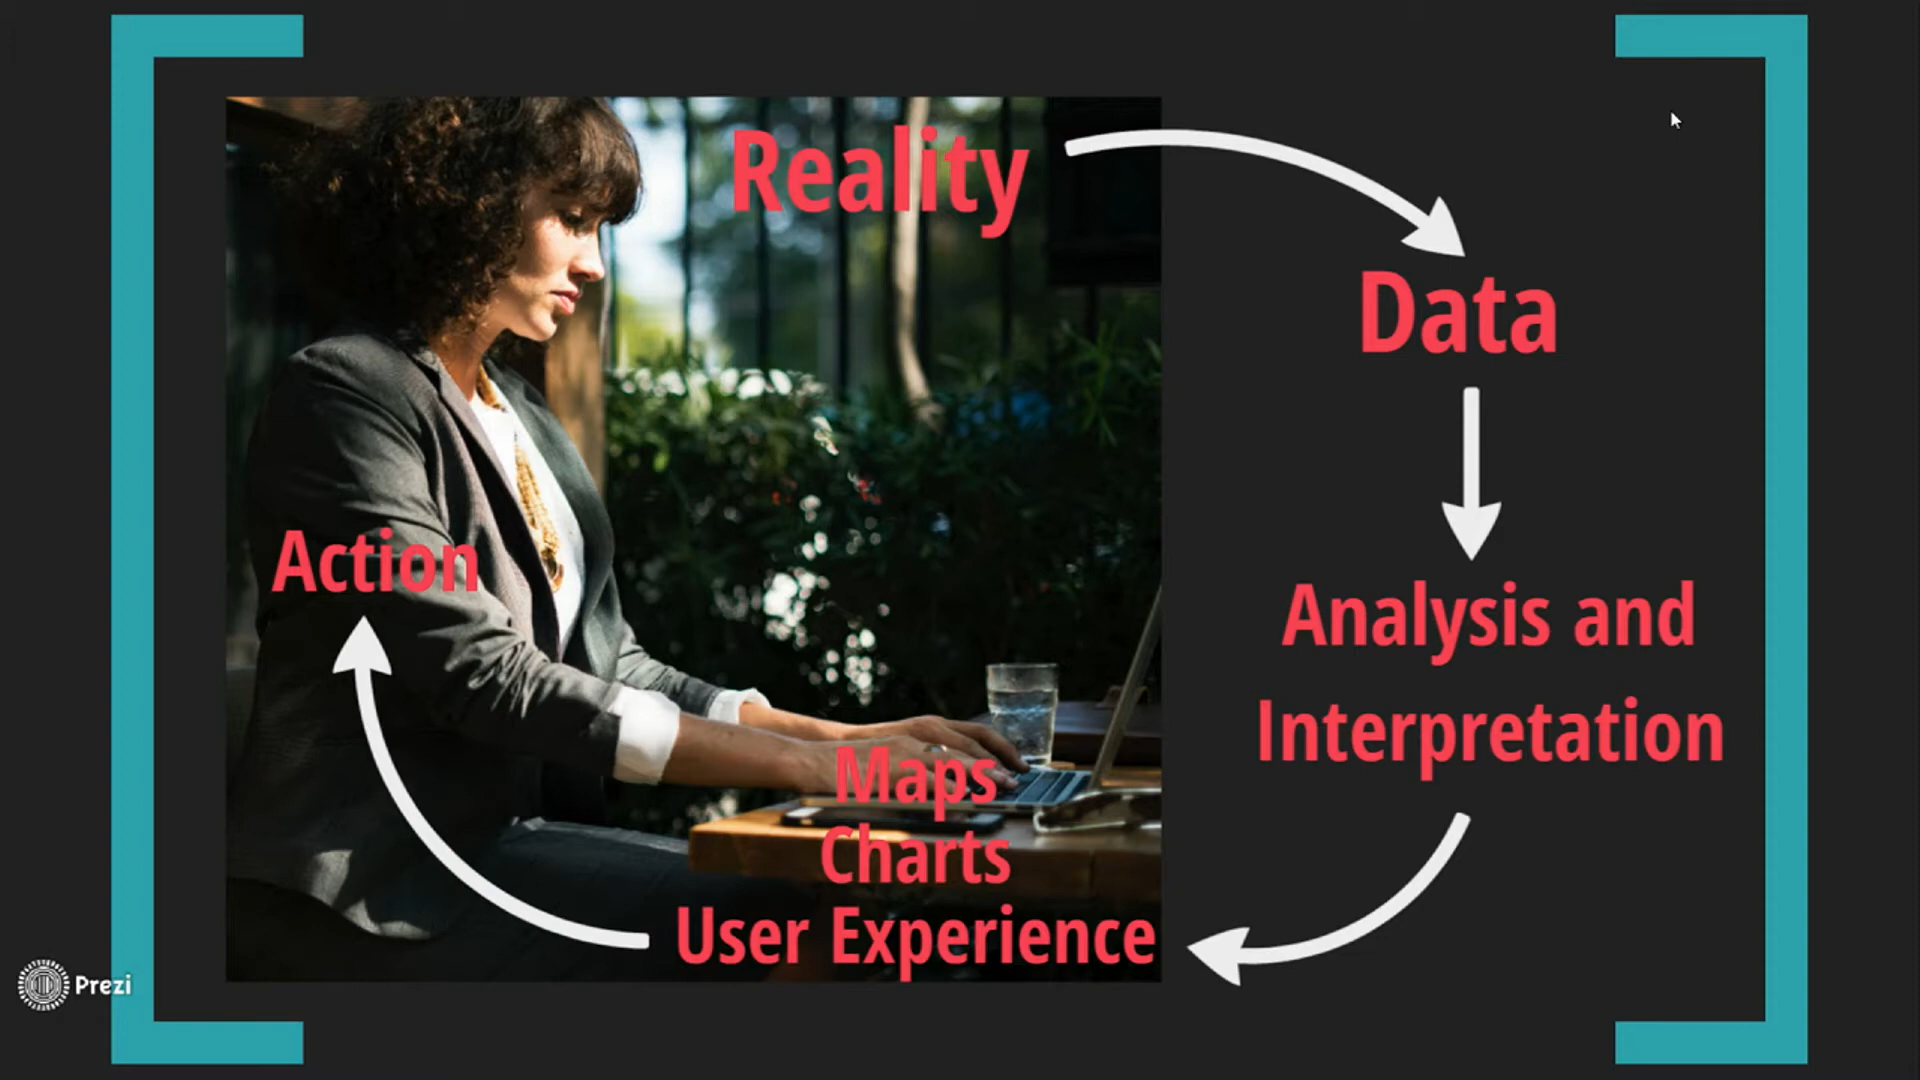 Reality
Data
Analysis and
Interpretation
Maps
Charts
User Experience
Action
Prezi